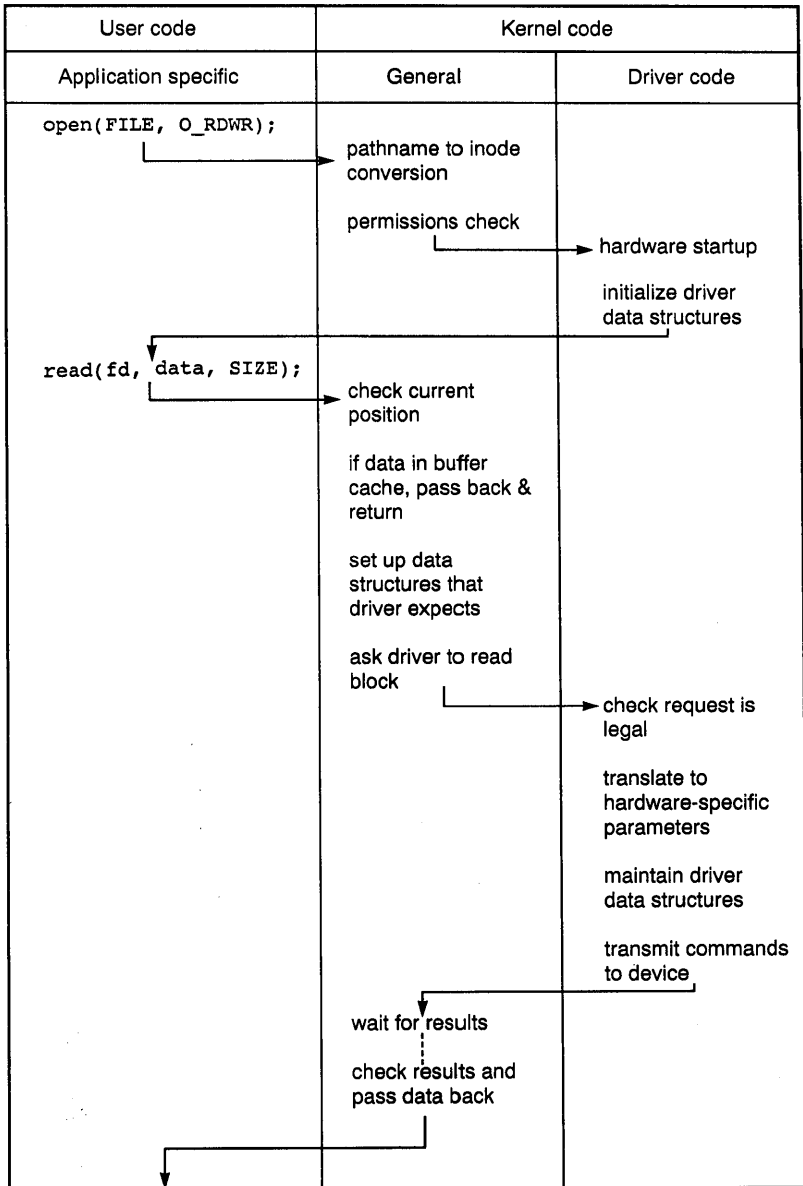 User code
Kernel code
Application specific
General
Driver code
open(FILE, O_RDWR);
pathname to inode
conversion
permissions check
hardware startup
initialize driver
data structures
read(fd, data, SIZE);
check current
position
if data in buffer
cache, pass back &
return
set up data
structures that
driver expects
ask driver to read
block
check request is
legal
translate to
hardware-specific
parameters
maintain driver
data structures
transmit commands
to device
wait for results
check results and
pass data back